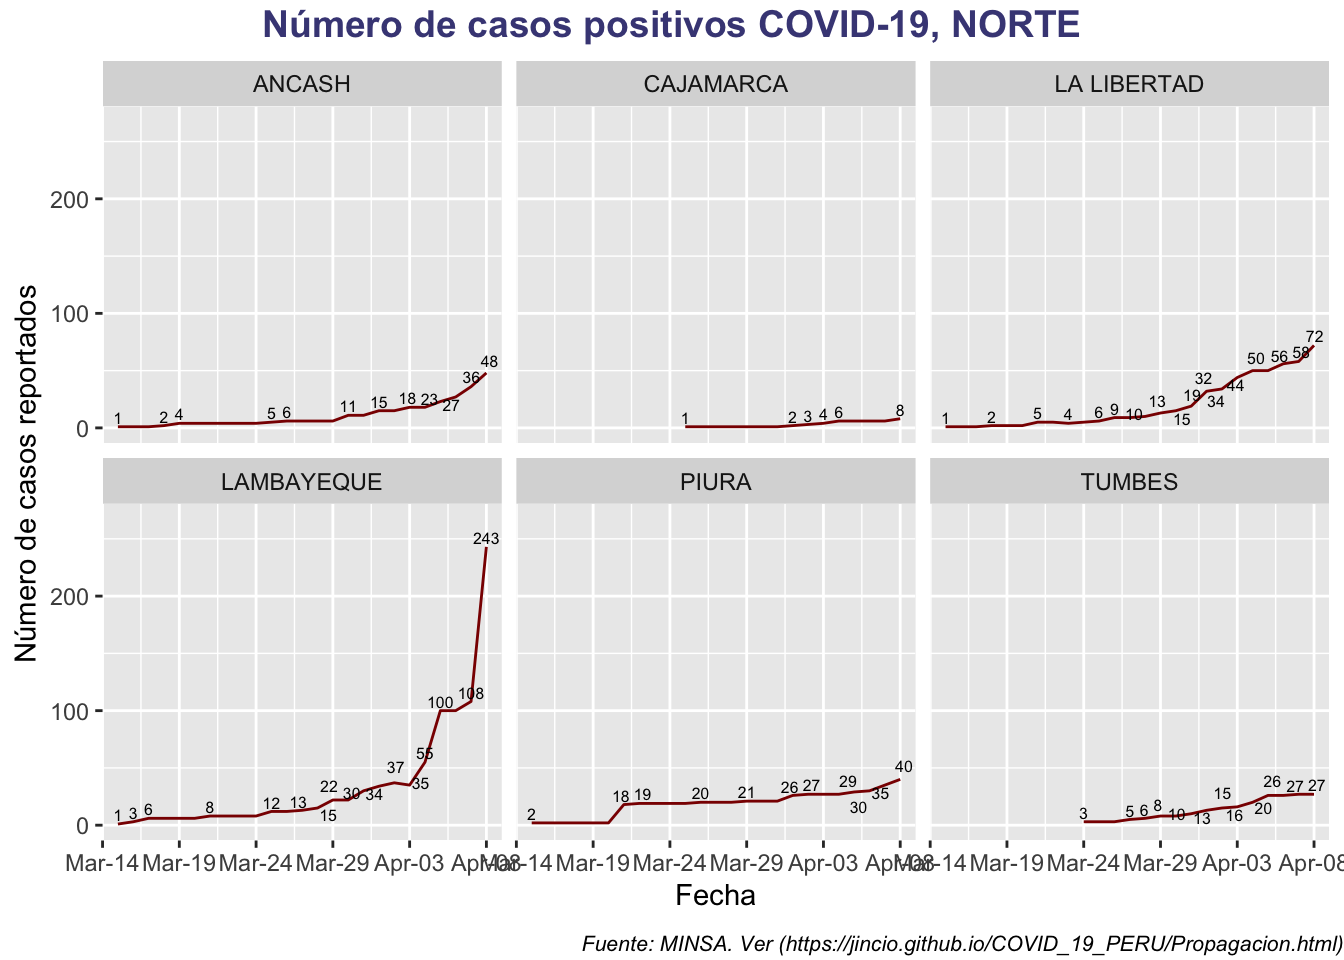 Número de casos positivos COVID-19, NORTE
ANCASH CAJAMARCA LA LIBERTAD
200
100
0
1 2 4 5 6 11 15 18 23 27 36 48
1 2 3 4 6 8
1 2 5 4 6 9 10 13 15 19 32 34 44 50 56 58 72
Número de casos reportados
LAMBAYEQUE PIURA TUMBES
200
100
0
1 3 6 8 12 13 15 22 30 34 37 35 55 100 108 243
2 18 19 20 21 26 27 29 30 35 40
3 5 6 8 10 13 15 16 20 26 27 27
Mar-14 Mar-19 Mar-24 Mar-29 Apr-03 Apr-08 Mar-14 Mar-19 Mar-24 Mar-29 Apr-03 Apr-08 Mar-14 Mar-19 Mar-24 Mar-29 Apr-03 Apr-08
Fecha
Fuente: MINSA. Ver (https://jincio.github.io/COVID_19_PERU/Propagacion.html)